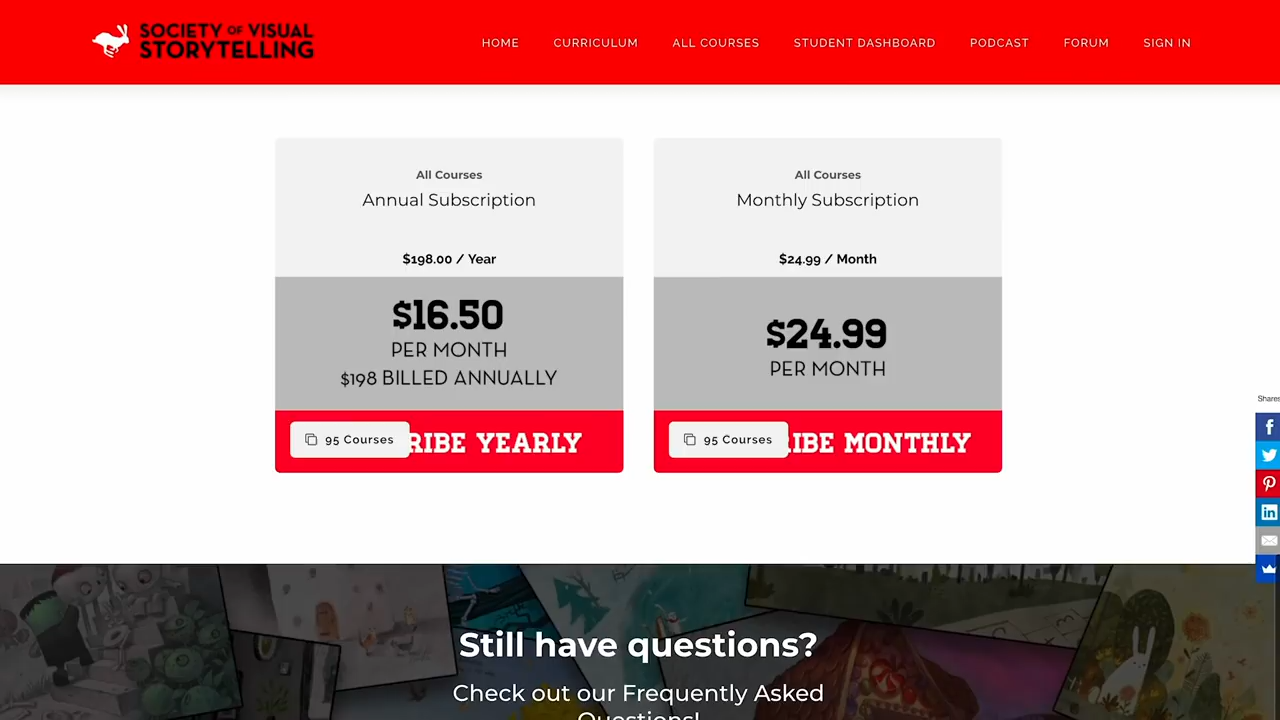 SOCIETY OF VISUAL
STORYTELLING
HOME CURRICULUM ALL COURSES STUDENT DASHBOARD PODCAST FORUM SIGN IN
All Courses
Annual Subscription
$198.00 / Year
$16.50
PER MONTH
$198 BILLED ANNUALLY
95 Courses
RIBE YEARLY
All Courses
Monthly Subscription
$24.99 / Month
$24.99
PER MONTH
95 Courses
IBE MONTHLY
Shares
Still have questions?
Check out our Frequently Asked
Questions!